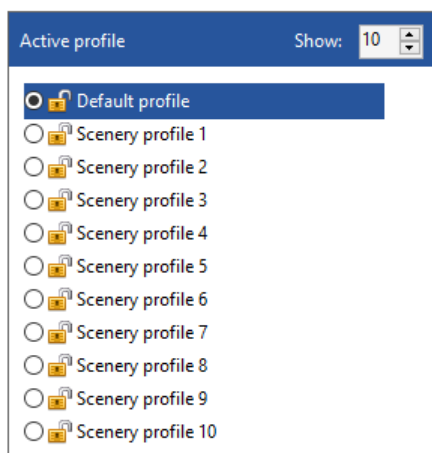 Active profile Show: 10
Default profile
Scenery profile 1
Scenery profile 2
Scenery profile 3
Scenery profile 4
Scenery profile 5
Scenery profile 6
Scenery profile 7
Scenery profile 8
Scenery profile 9
Scenery profile 10